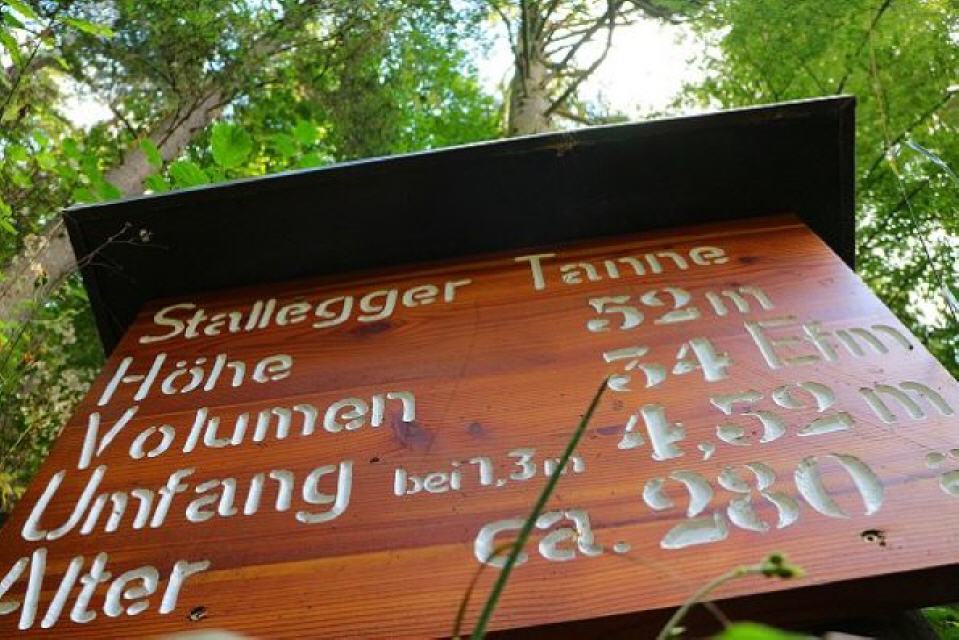 Stallegger Tanne
Höhe 52 m
Volumen 34 Efm
Umfang bei 1,3 m 4,52 m
Alter ca. 280